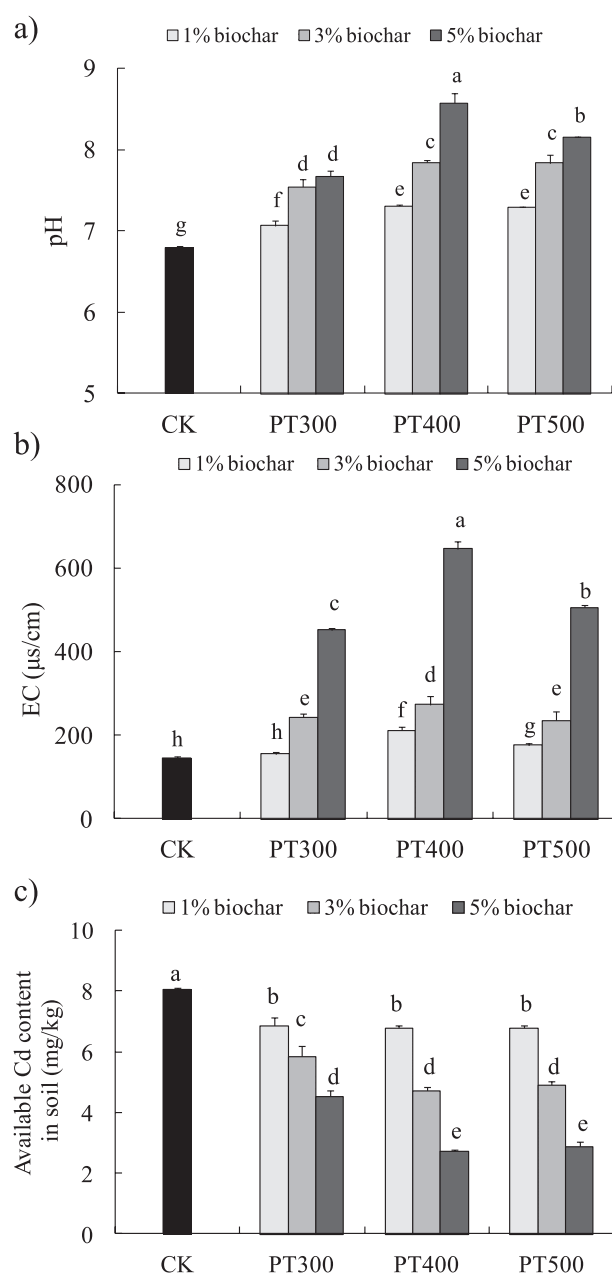 a)
1% biochar 3% biochar 5% biochar
9
8
7
6
5
pH
g
f
d
d
e
c
a
e
c
b
CK PT300 PT400 PT500
b)
1% biochar 3% biochar 5% biochar
800
600
400
200
0
EC (μs/cm)
h
h
e
c
f
d
a
g
e
b
CK PT300 PT400 PT500
c)
1% biochar 3% biochar 5% biochar
10
8
6
4
2
0
Available Cd content
in soil (mg/kg)
a
b
c
d
b
d
e
b
d
e
CK PT300 PT400 PT500